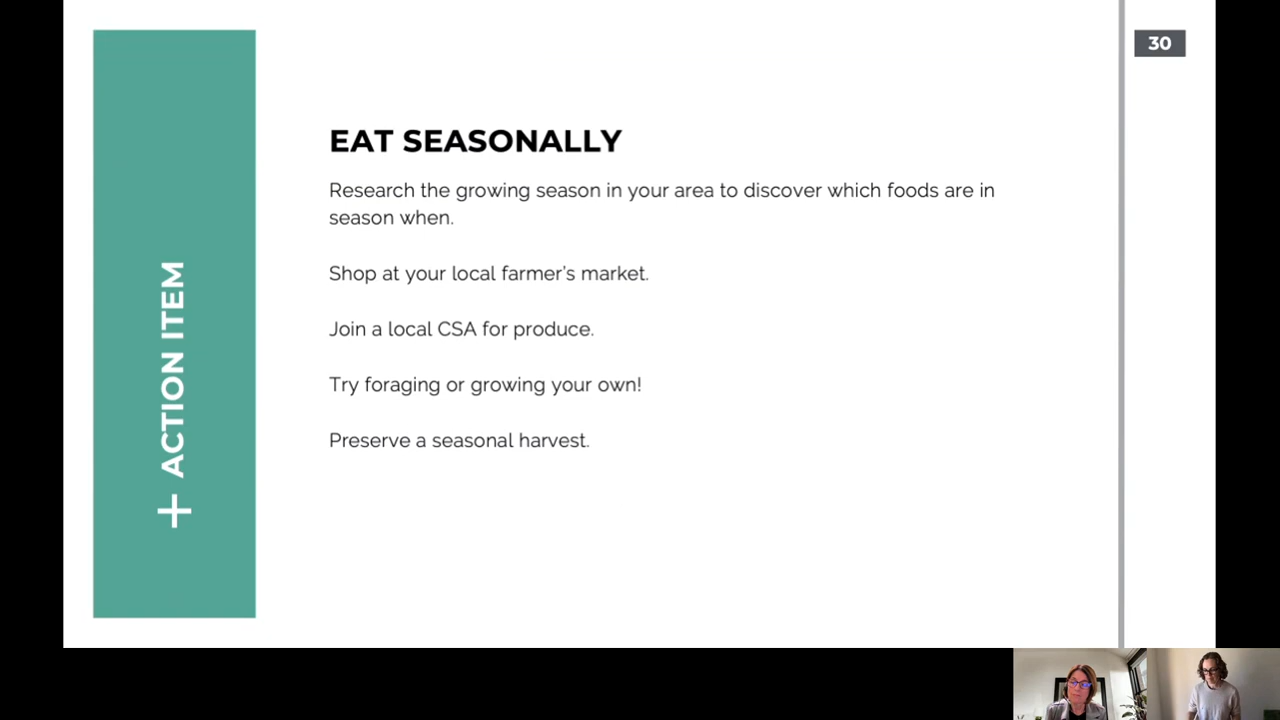 30
+ ACTION ITEM
EAT SEASONALLY
Research the growing season in your area to discover which foods are in
season when.
Shop at your local farmer's market.
Join a local CSA for produce.
Try foraging or growing your own!
Preserve a seasonal harvest.